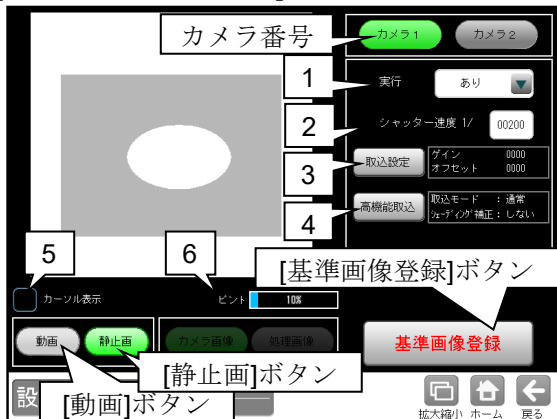 カメラ番号
カメラ1
カメラ2
1
実行
あり
2
シャッター速度 1/
00200
3
取込設定
ゲイン 0000
オフセット 0000
4
高機能取込
取込モード : 通常
シェーディング補正 : しない
5
6
[基準画像登録]ボタン
カーソル表示
ピント
10%
動画
静止画
カメラ画像
処理画像
基準画像登録
[静止画]ボタン
[動画]ボタン
設
拡大縮小
ホーム
戻る